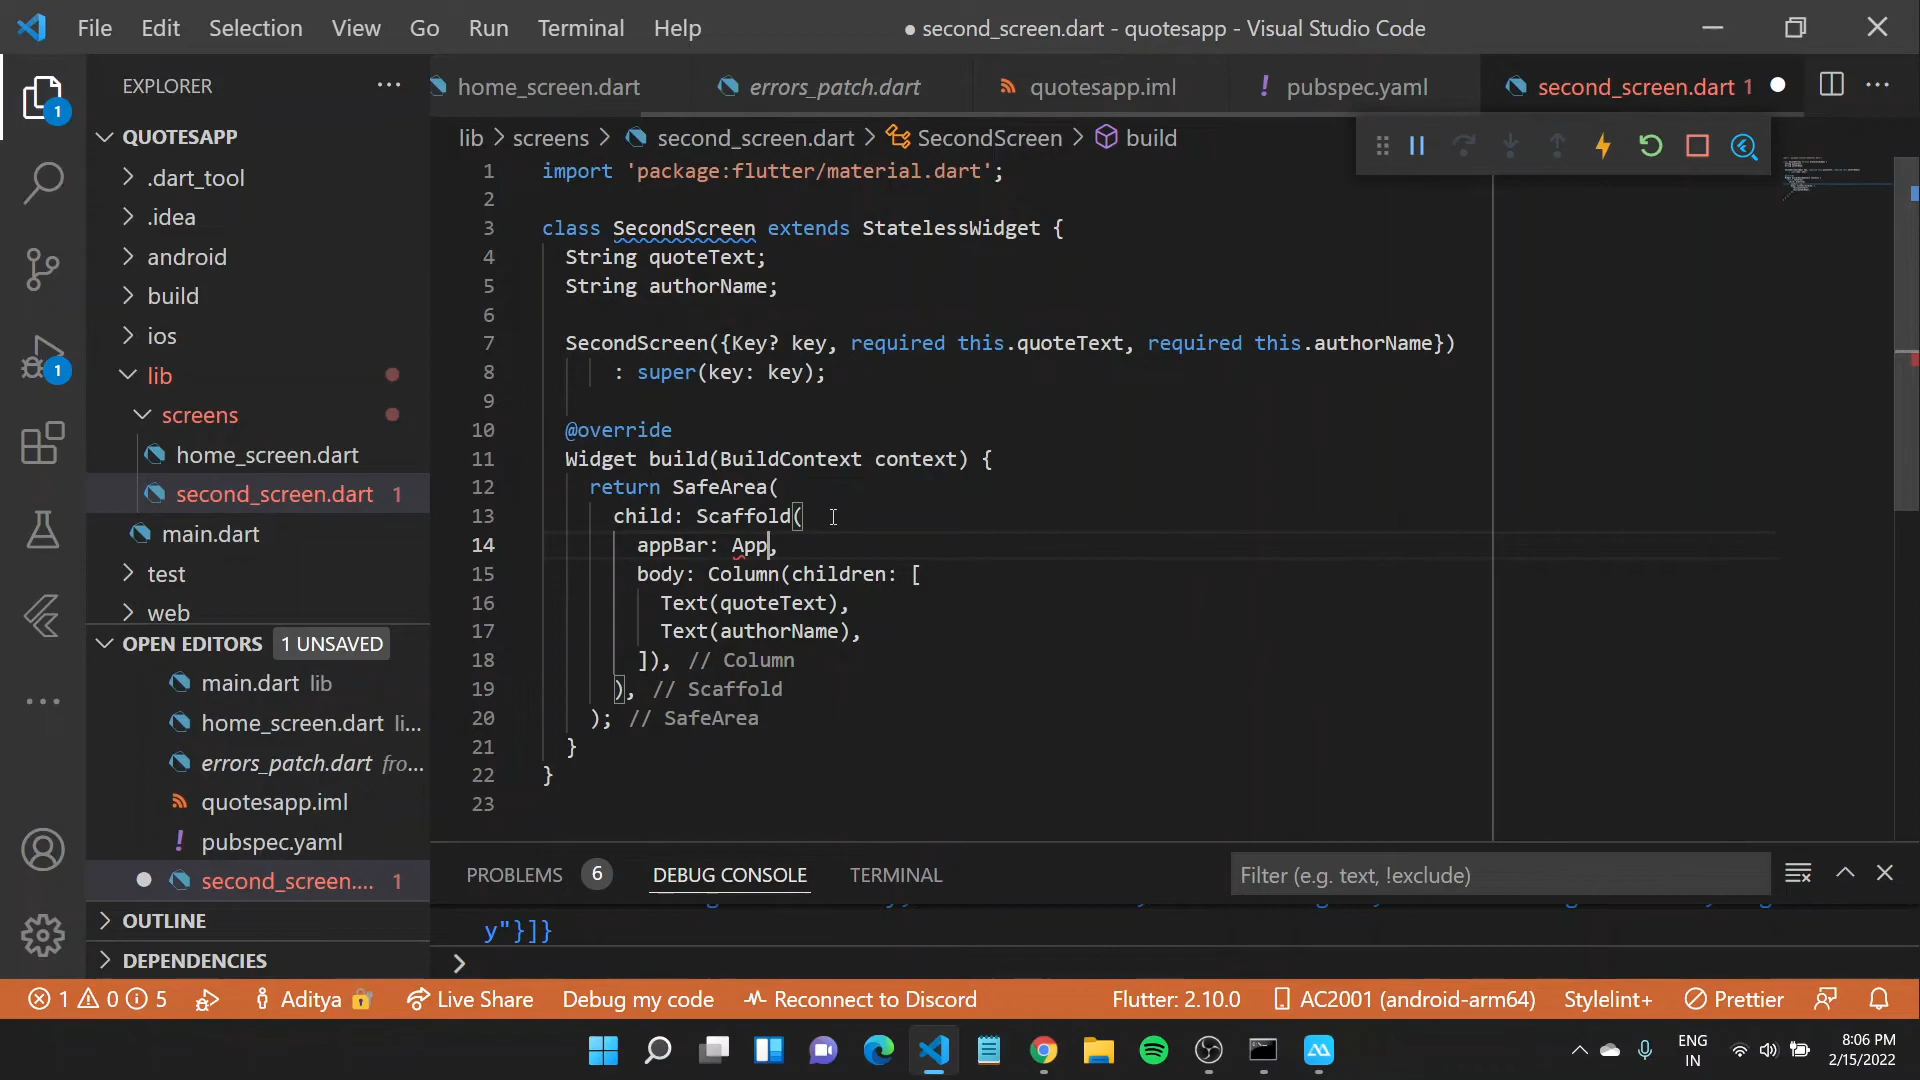 File Edit Selection View Go Run Terminal Help
● second_screen.dart - quotesapp - Visual Studio Code
EXPLORER
home_screen.dart
errors_patch.dart
quotesapp.iml
! pubspec.yaml
second_screen.dart 1
lib > screens > second_screen.dart > SecondScreen > build
1
QUOTESAPP
.dart_tool
.idea
android
build
ios
lib
screens
home_screen.dart
second_screen.dart 1
main.dart
test
web
1
OPEN EDITORS 1 UNSAVED
main.dart lib
home_screen.dart li...
errors_patch.dart fro...
quotesapp.iml
! pubspec.yaml
second_screen.... 1
OUTLINE
DEPENDENCIES
1 import 'package:flutter/material.dart';
2
3 class SecondScreen extends StatelessWidget {
4 String quoteText;
5 String authorName;
6
7 SecondScreen({Key? key, required this.quoteText, required this.authorName})
8 : super(key: key);
9
10 @override
11 Widget build(BuildContext context) {
12 return SafeArea(
13 child: Scaffold(
14 appBar: App,
15 body: Column(children: [
16 Text(quoteText),
17 Text(authorName),
18 ]), // Column
19 ), // Scaffold
20 ); // SafeArea
21 }
22 }
23
PROBLEMS 6 DEBUG CONSOLE TERMINAL
Filter (e.g. text, !exclude)
y"}]}
>
1 0 5 Aditya Live Share Debug my code Reconnect to Discord
Flutter: 2.10.0 AC2001 (android-arm64) Stylelint+ Prettier
ENG
IN
8:06 PM
2/15/2022